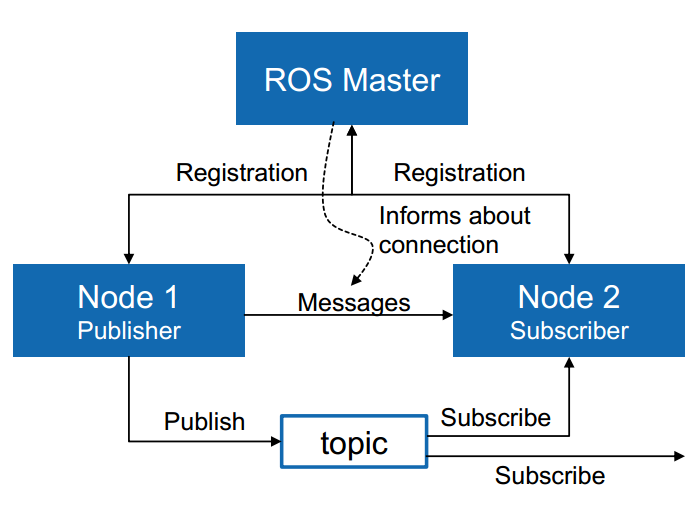 ROS Master
Registration
Registration
Informs about
connection
Node 1
Publisher
Messages
Node 2
Subscriber
Publish
topic
Subscribe
Subscribe